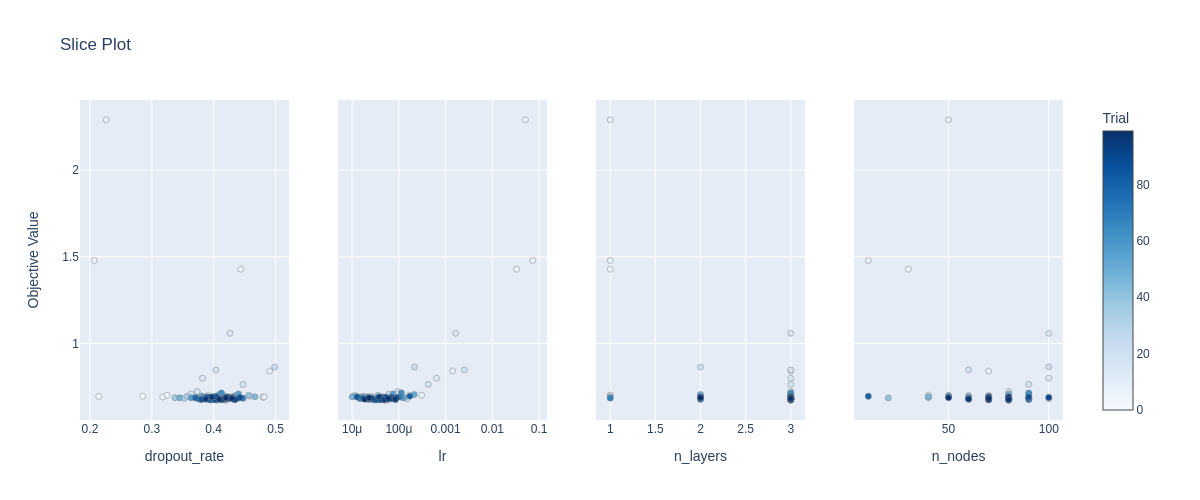 Slice Plot
Trial
Objective Value
2
1.5
1
0.2 0.3 0.4 0.5
dropout_rate
10μ 100μ 0.001 0.01 0.1
lr
1 1.5 2 2.5 3
n_layers
50 100
n_nodes
80
60
40
20
0